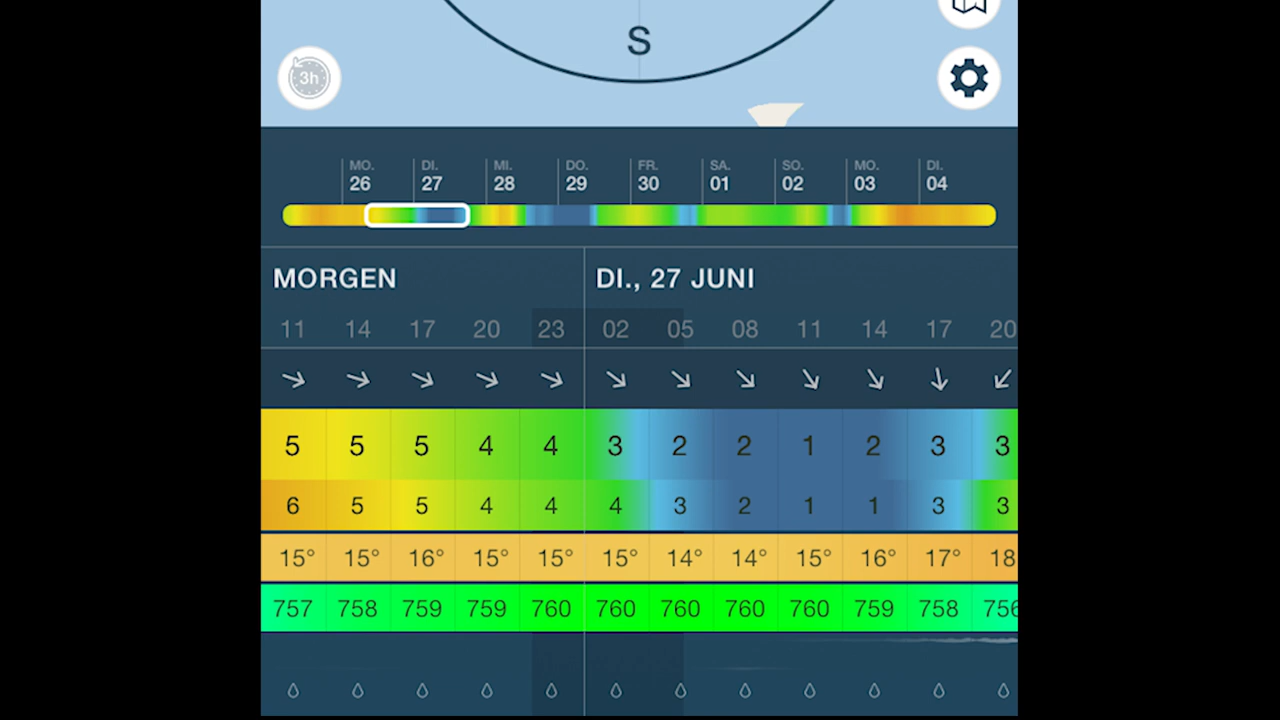 S
3h
MO. DI. MI. DO. FR. SA. SO. MO. DI.
26 27 28 29 30 01 02 03 04
MORGEN DI., 27 JUNI
11 14 17 20 23 02 05 08 11 14 17 20
5 5 5 4 4 3 2 2 1 2 3 3
6 5 5 4 4 4 3 2 1 1 3 3
15° 15° 16° 15° 15° 15° 14° 14° 15° 16° 17° 18
757 758 759 759 760 760 760 760 760 759 758 756